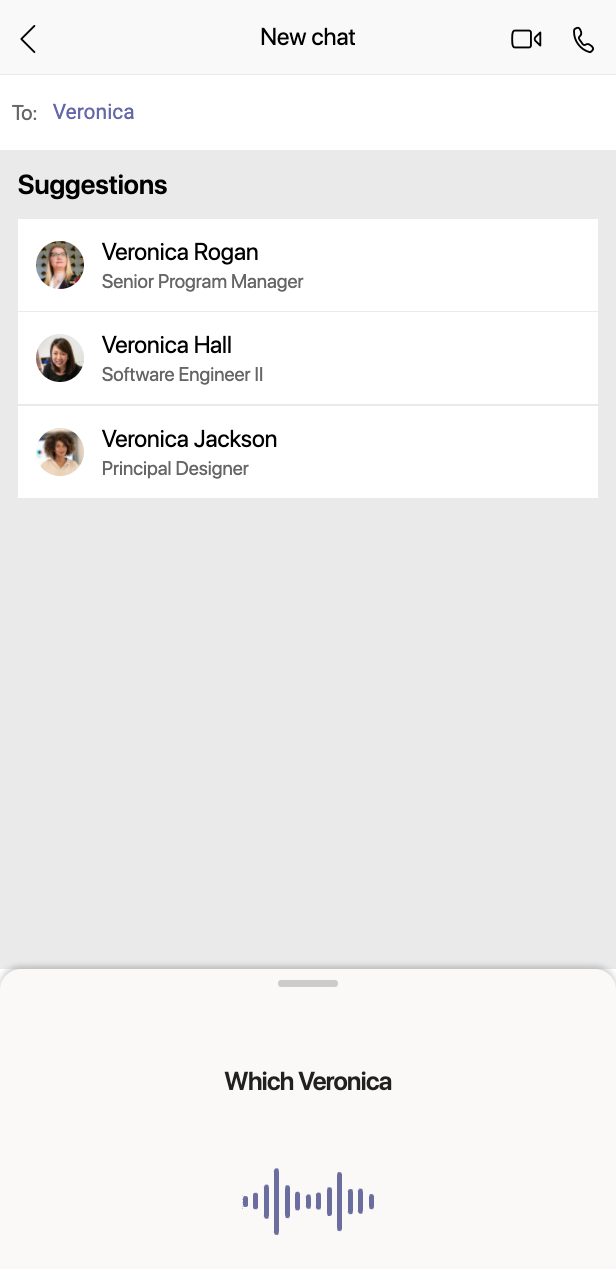 New chat
To: Veronica
Suggestions
Veronica Rogan
Senior Program Manager
Veronica Hall
Software Engineer II
Veronica Jackson
Principal Designer
Which Veronica